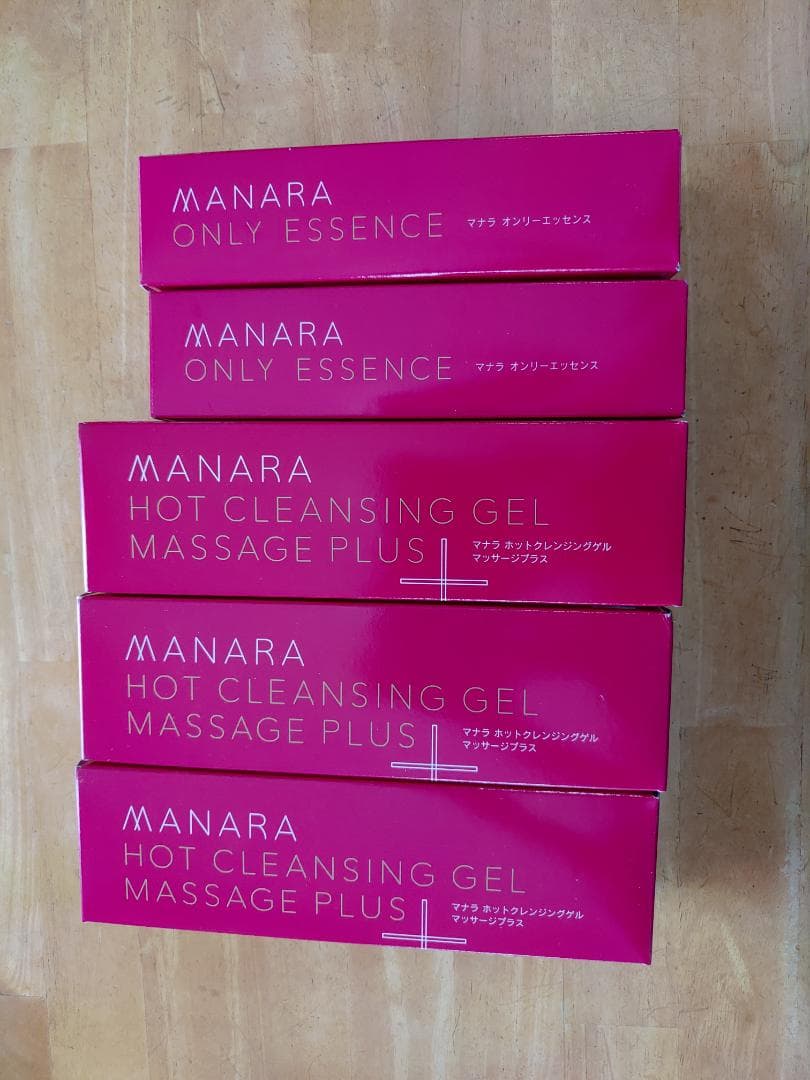 MANARA
ONLY ESSENCE マナラ オンリーエッセンス
MANARA
ONLY ESSENCE マナラ オンリーエッセンス
MANARA
HOT CLEANSING GEL
MASSAGE PLUS
マナラ ホットクレンジングゲル
マッサージプラス
MANARA
HOT CLEANSING GEL
MASSAGE PLUS
マナラ ホットクレンジングゲル
マッサージプラス
MANARA
HOT CLEANSING GEL
MASSAGE PLUS
マナラ ホットクレンジングゲル
マッサージプラス